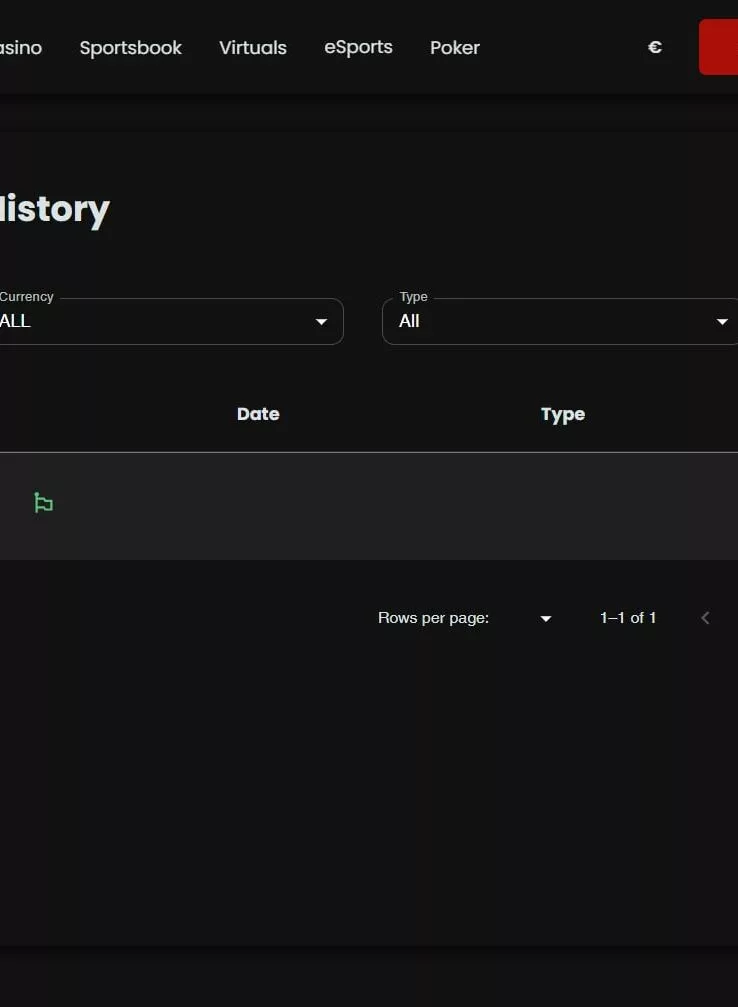 asino Sportsbook Virtuals eSports Poker €
listory
Currency Type
ALL All
Date Type
Rows per page: 1–1 of 1